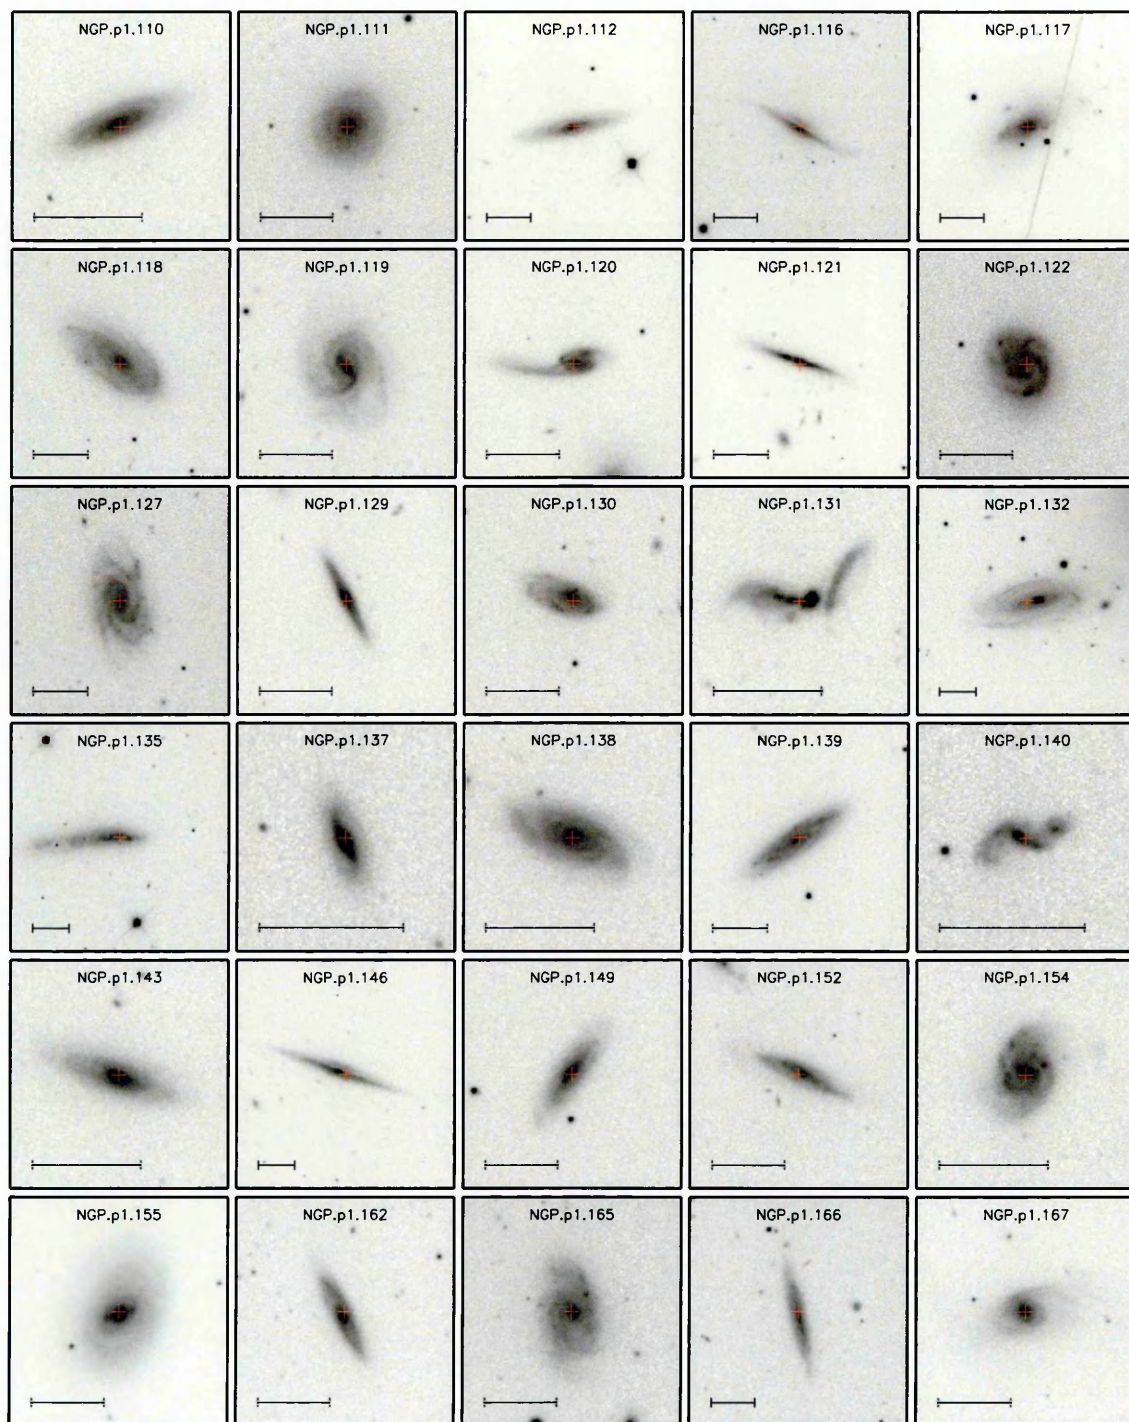 NGP.p1.110 NGP.p1.111 NGP.p1.112 NGP.p1.116 NGP.p1.117
NGP.p1.118 NGP.p1.119 NGP.p1.120 NGP.p1.121 NGP.p1.122
NGP.p1.127 NGP.p1.129 NGP.p1.130 NGP.p1.131 NGP.p1.132
NGP.p1.135 NGP.p1.137 NGP.p1.138 NGP.p1.139 NGP.p1.140
NGP.p1.143 NGP.p1.146 NGP.p1.149 NGP.p1.152 NGP.p1.154
NGP.p1.155 NGP.p1.162 NGP.p1.165 NGP.p1.166 NGP.p1.167